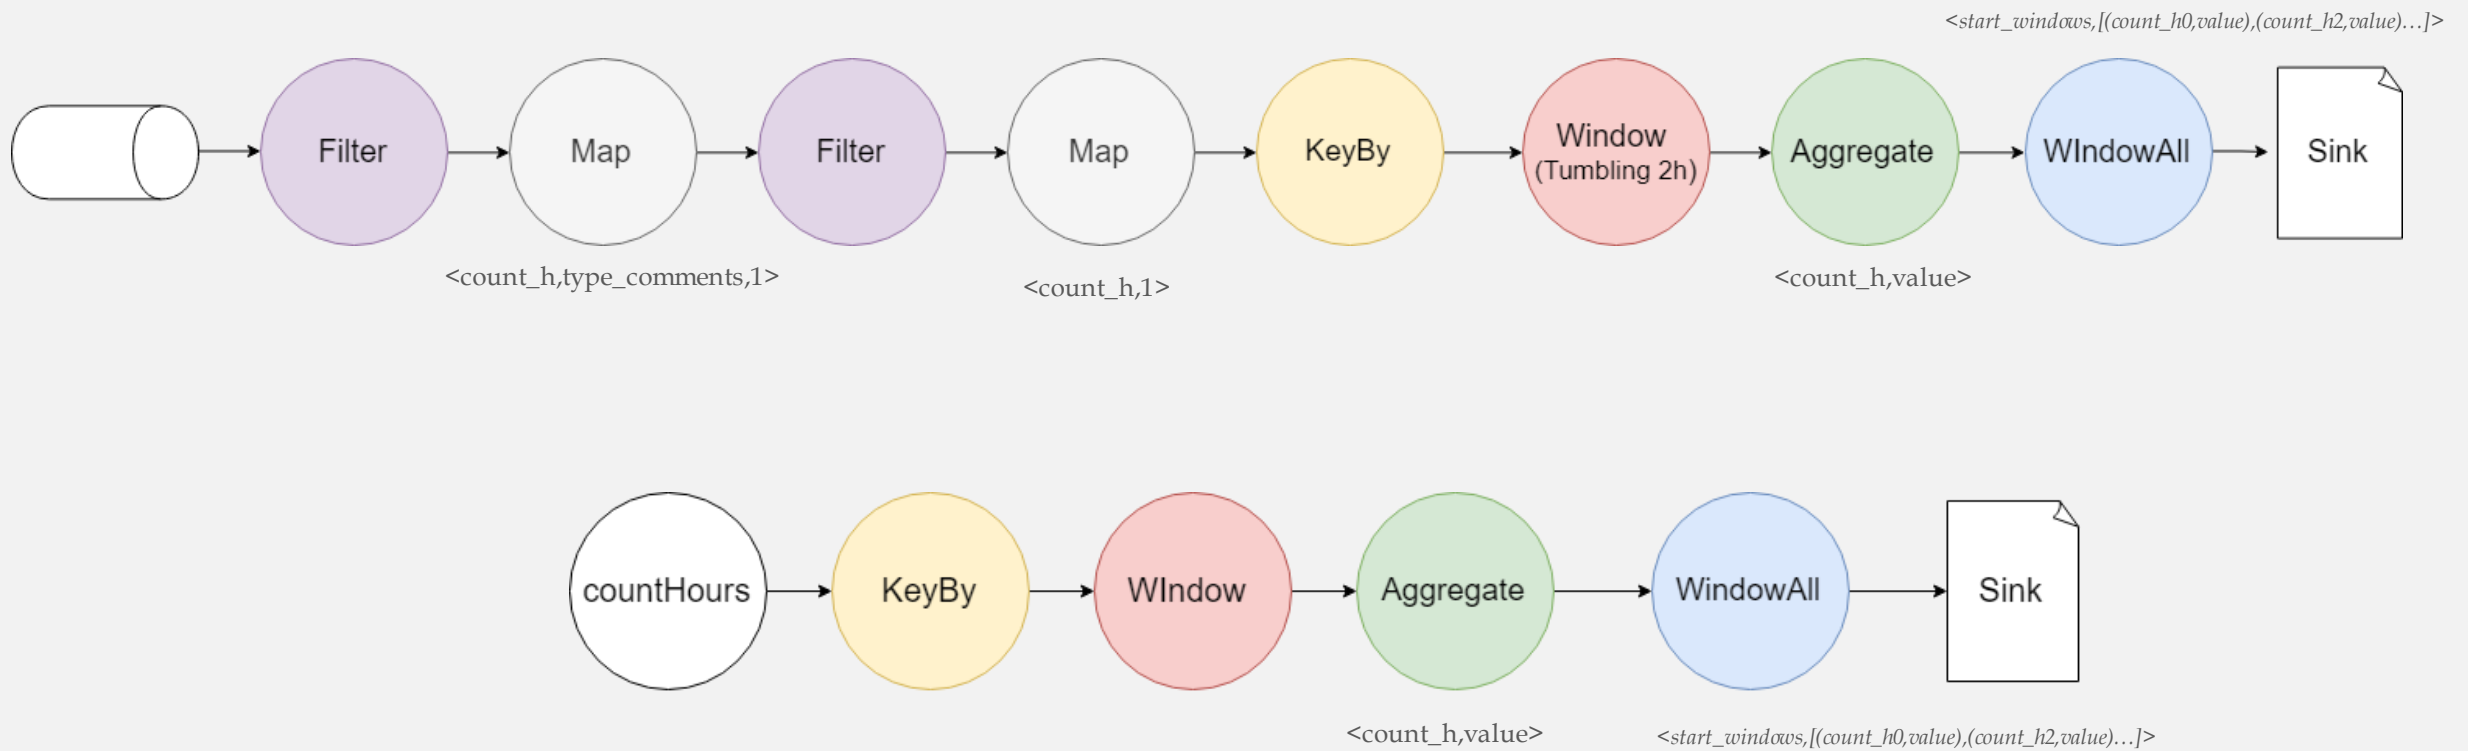 <start_windows,[(count_h0,value),(count_h2,value)…]>
Filter
Map
Filter
Map
KeyBy
Window
(Tumbling 2h)
Aggregate
WIndowAll
Sink
<count_h,type_comments,1>
<count_h,1>
<count_h,value>
countHours
KeyBy
WIndow
Aggregate
WindowAll
Sink
<count_h,value>
<start_windows,[(count_h0,value),(count_h2,value)…]>